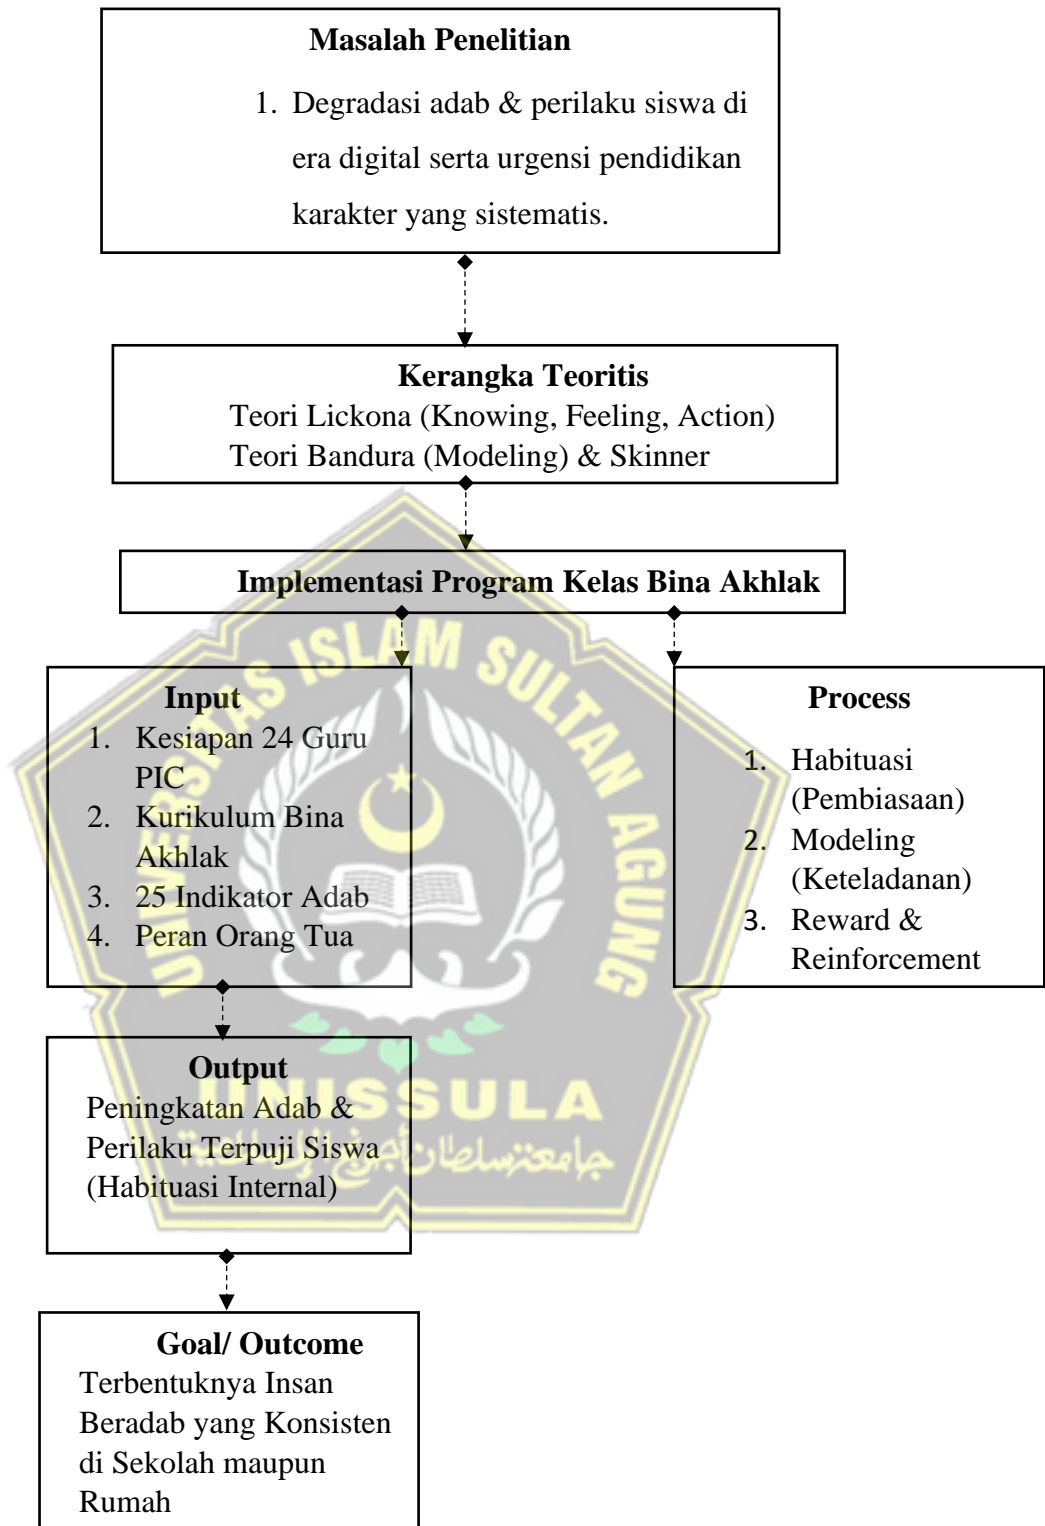 Masalah Penelitian
1. Degradasi adab & perilaku siswa di
era digital serta urgensi pendidikan
karakter yang sistematis.
Kerangka Teoritis
Teori Lickona (Knowing, Feeling, Action)
Teori Bandura (Modeling) & Skinner
Implementasi Program Kelas Bina Akhlak
Input
1. Kesiapan 24 Guru
PIC
2. Kurikulum Bina
Akhlak
3. 25 Indikator Adab
4. Peran Orang Tua
Process
1. Habituasi
(Pembiasaan)
2. Modeling
(Keteladanan)
3. Reward &
Reinforcement
Output
Peningkatan Adab &
Perilaku Terpuji Siswa
(Habituasi Internal)
Goal/ Outcome
Terbentuknya Insan
Beradab yang Konsisten
di Sekolah maupun
Rumah
UNIVERSITAS ISLAM SULTAN AGUNG
UNISSULA
جامعنسلطان أجونج الإسلامية